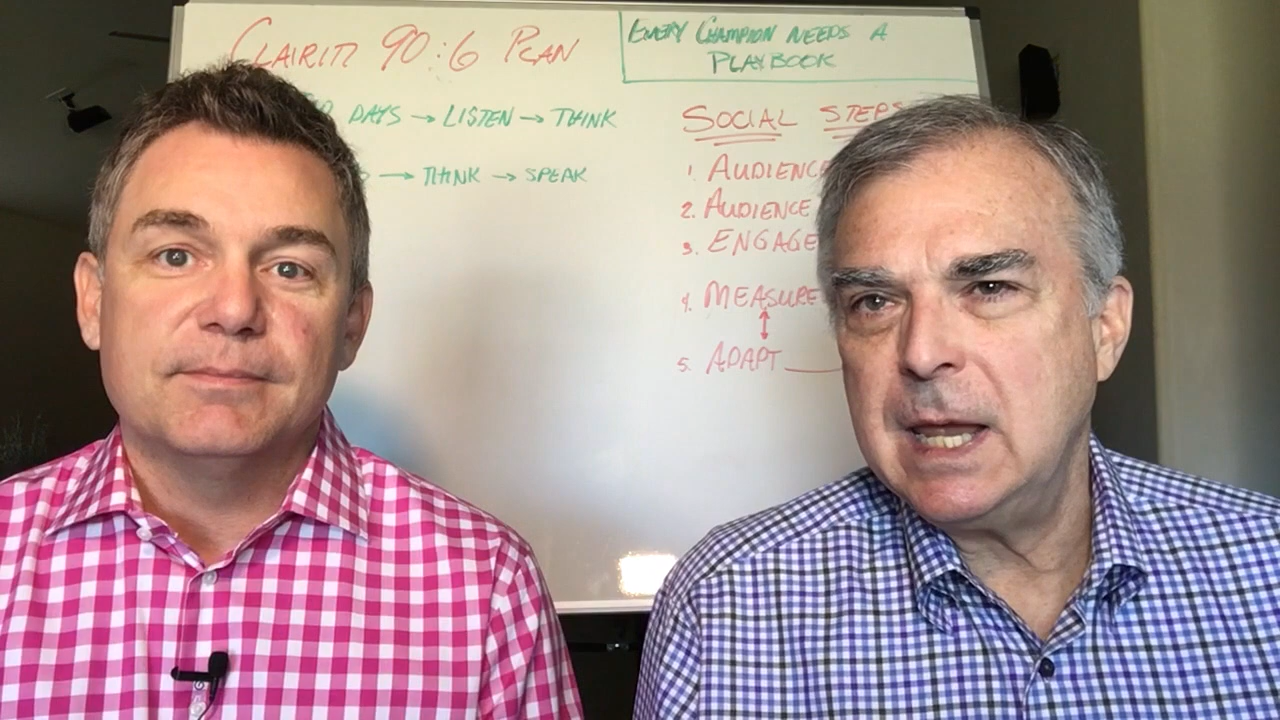 90:6 PLAN
EVERY CHAMPION NEEDS A
PLAYBOOK
DAYS → LISTEN → THINK
→ THINK → SPEAK
SOCIAL STEPS
1. AUDIENCE
2. AUDIENCE
3. ENGAGE
4. MEASURE
5. ADAPT